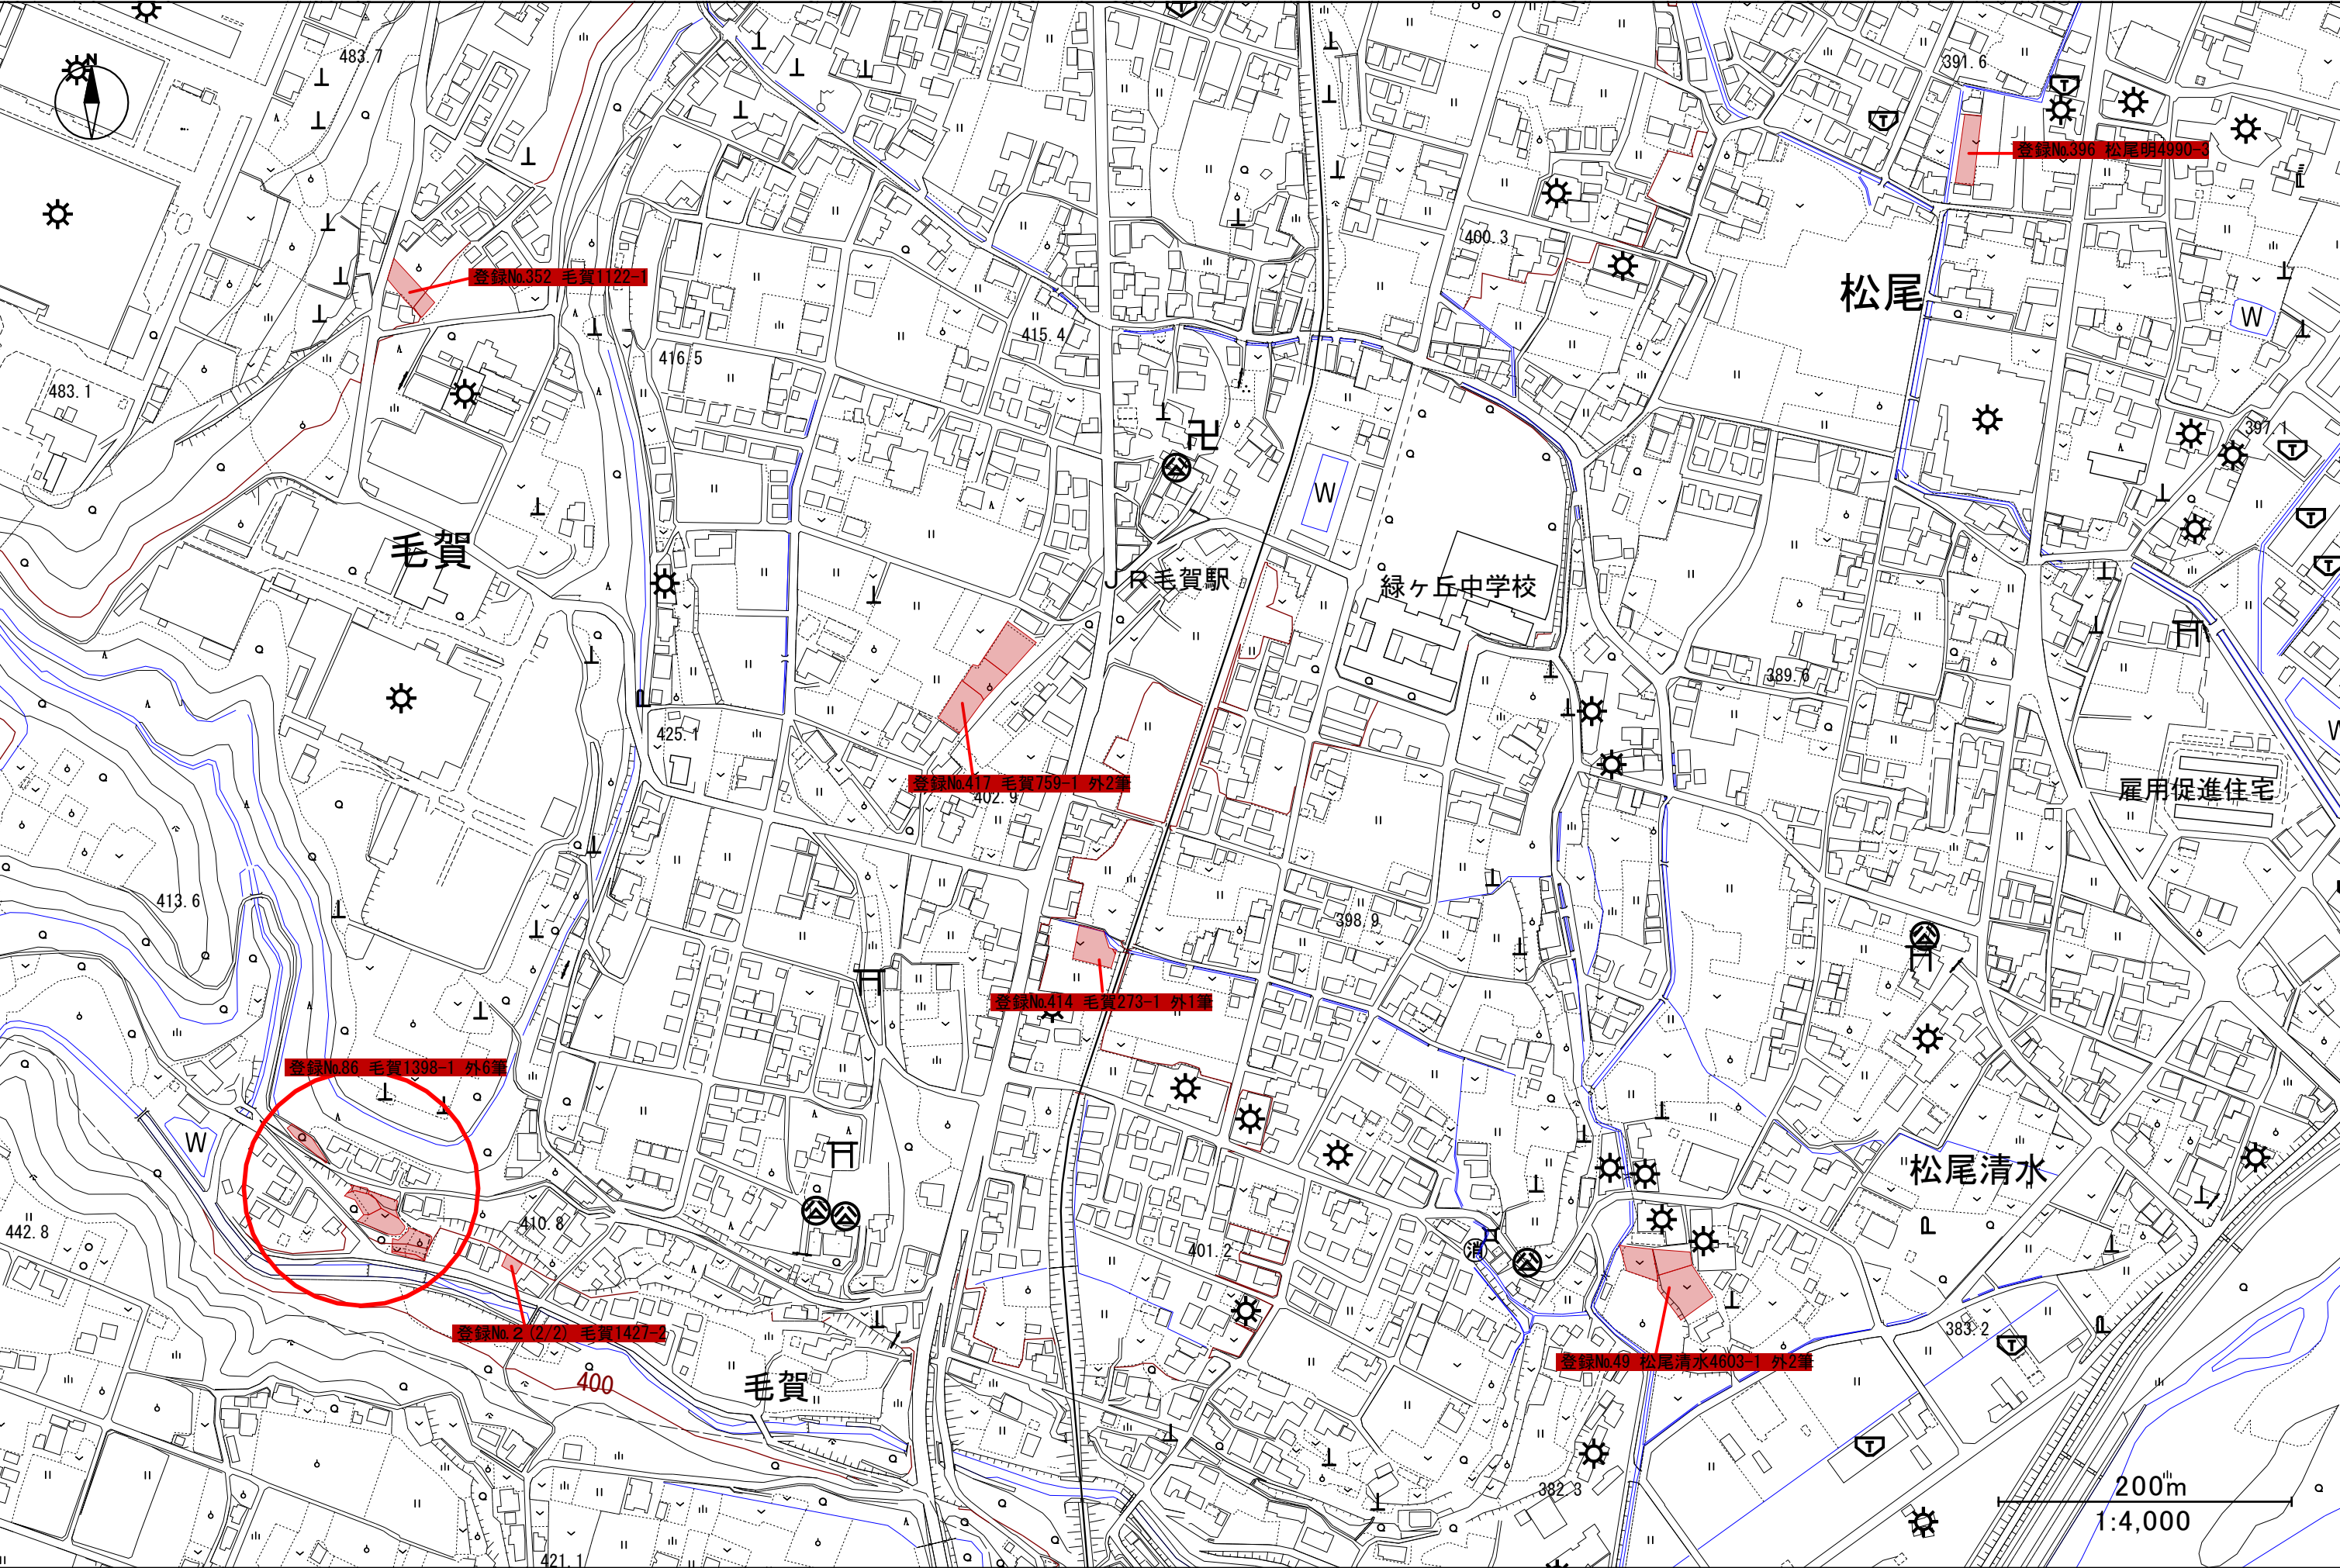 483.7
391.6
N
登録No.396 松尾明4990-3
400.3
登録No.352 毛賀1122-1
松尾
W
415.4
416.5
483.1
397.1
卍
W
毛賀
JR毛賀駅
緑ヶ丘中学校
389.6
425.1
W
登録No.417 毛賀759-1 外2筆
402.9
雇用促進住宅
413.6
398.9
登録No.414 毛賀273-1 外1筆
登録No.86 毛賀1398-1 外6筆
W
松尾清水
442.8
410.8
401.2
消
登録No.2(2/2) 毛賀1427-2
383.2
登録No.49 松尾清水4603-1 外2筆
400
毛賀
382.3
200m
1:4,000
421.1